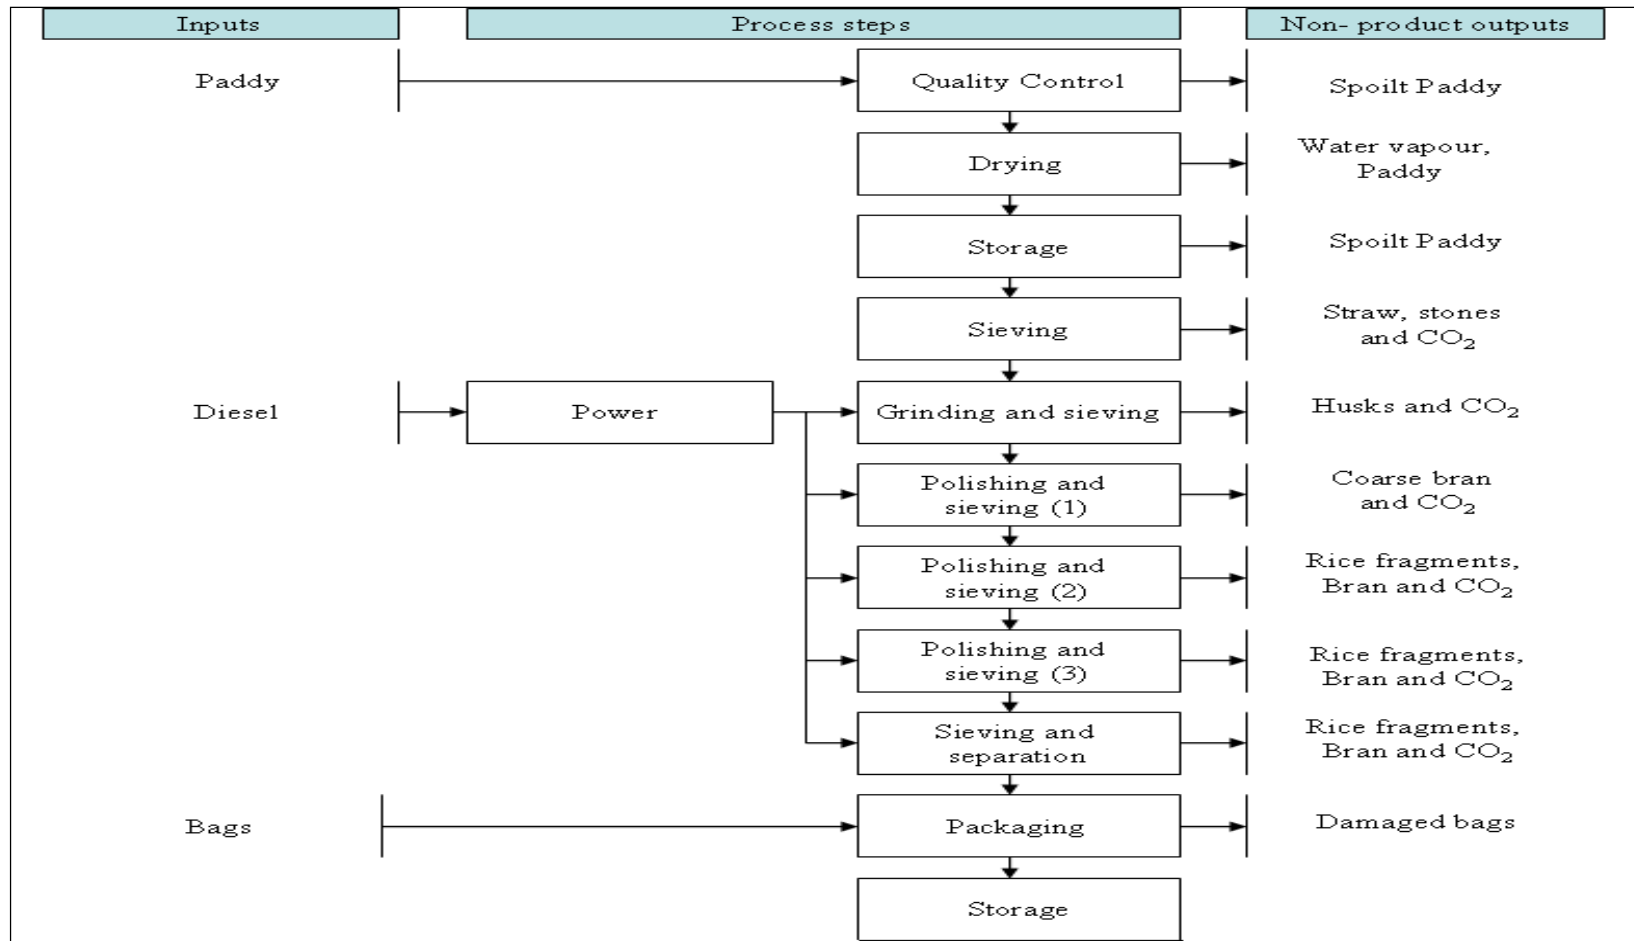 Inputs
Process steps
Non- product outputs
Paddy
Quality Control
Spoilt Paddy
Drying
Water vapour,
Paddy
Storage
Spoilt Paddy
Sieving
Straw, stones
and CO₂
Diesel
Power
Grinding and sieving
Husks and CO₂
Polishing and
sieving (1)
Coarse bran
and CO₂
Polishing and
sieving (2)
Rice fragments,
Bran and CO₂
Polishing and
sieving (3)
Rice fragments,
Bran and CO₂
Sieving and
separation
Rice fragments,
Bran and CO₂
Bags
Packaging
Damaged bags
Storage